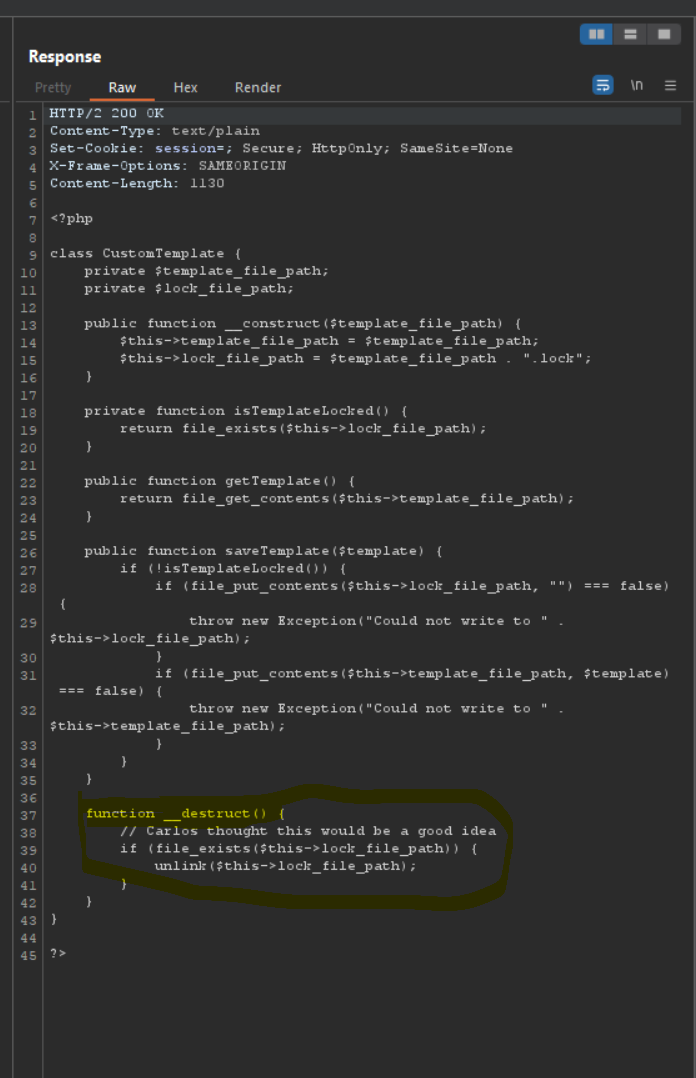 Response
Pretty Raw Hex Render \n
1 HTTP/2 200 OK
2 Content-Type: text/plain
3 Set-Cookie: session=; Secure; HttpOnly; SameSite=None
4 X-Frame-Options: SAMEORIGIN
5 Content-Length: 1130
6
7 <?php
8
9 class CustomTemplate {
10     private $template_file_path;
11     private $lock_file_path;
12
13     public function __construct($template_file_path) {
14         $this->template_file_path = $template_file_path;
15         $this->lock_file_path = $template_file_path . ".lock";
16     }
17
18     private function isTemplateLocked() {
19         return file_exists($this->lock_file_path);
20     }
21
22     public function getTemplate() {
23         return file_get_contents($this->template_file_path);
24     }
25
26     public function saveTemplate($template) {
27         if (!isTemplateLocked()) {
28             if (file_put_contents($this->lock_file_path, "") === false)
{
29                 throw new Exception("Could not write to " .
$this->lock_file_path);
30             }
31             if (file_put_contents($this->template_file_path, $template)
=== false) {
32                 throw new Exception("Could not write to " .
$this->template_file_path);
33             }
34         }
35     }
36
37     function __destruct() {
38         // Carlos thought this would be a good idea
39         if (file_exists($this->lock_file_path)) {
40             unlink($this->lock_file_path);
41         }
42     }
43 }
44
45 ?>